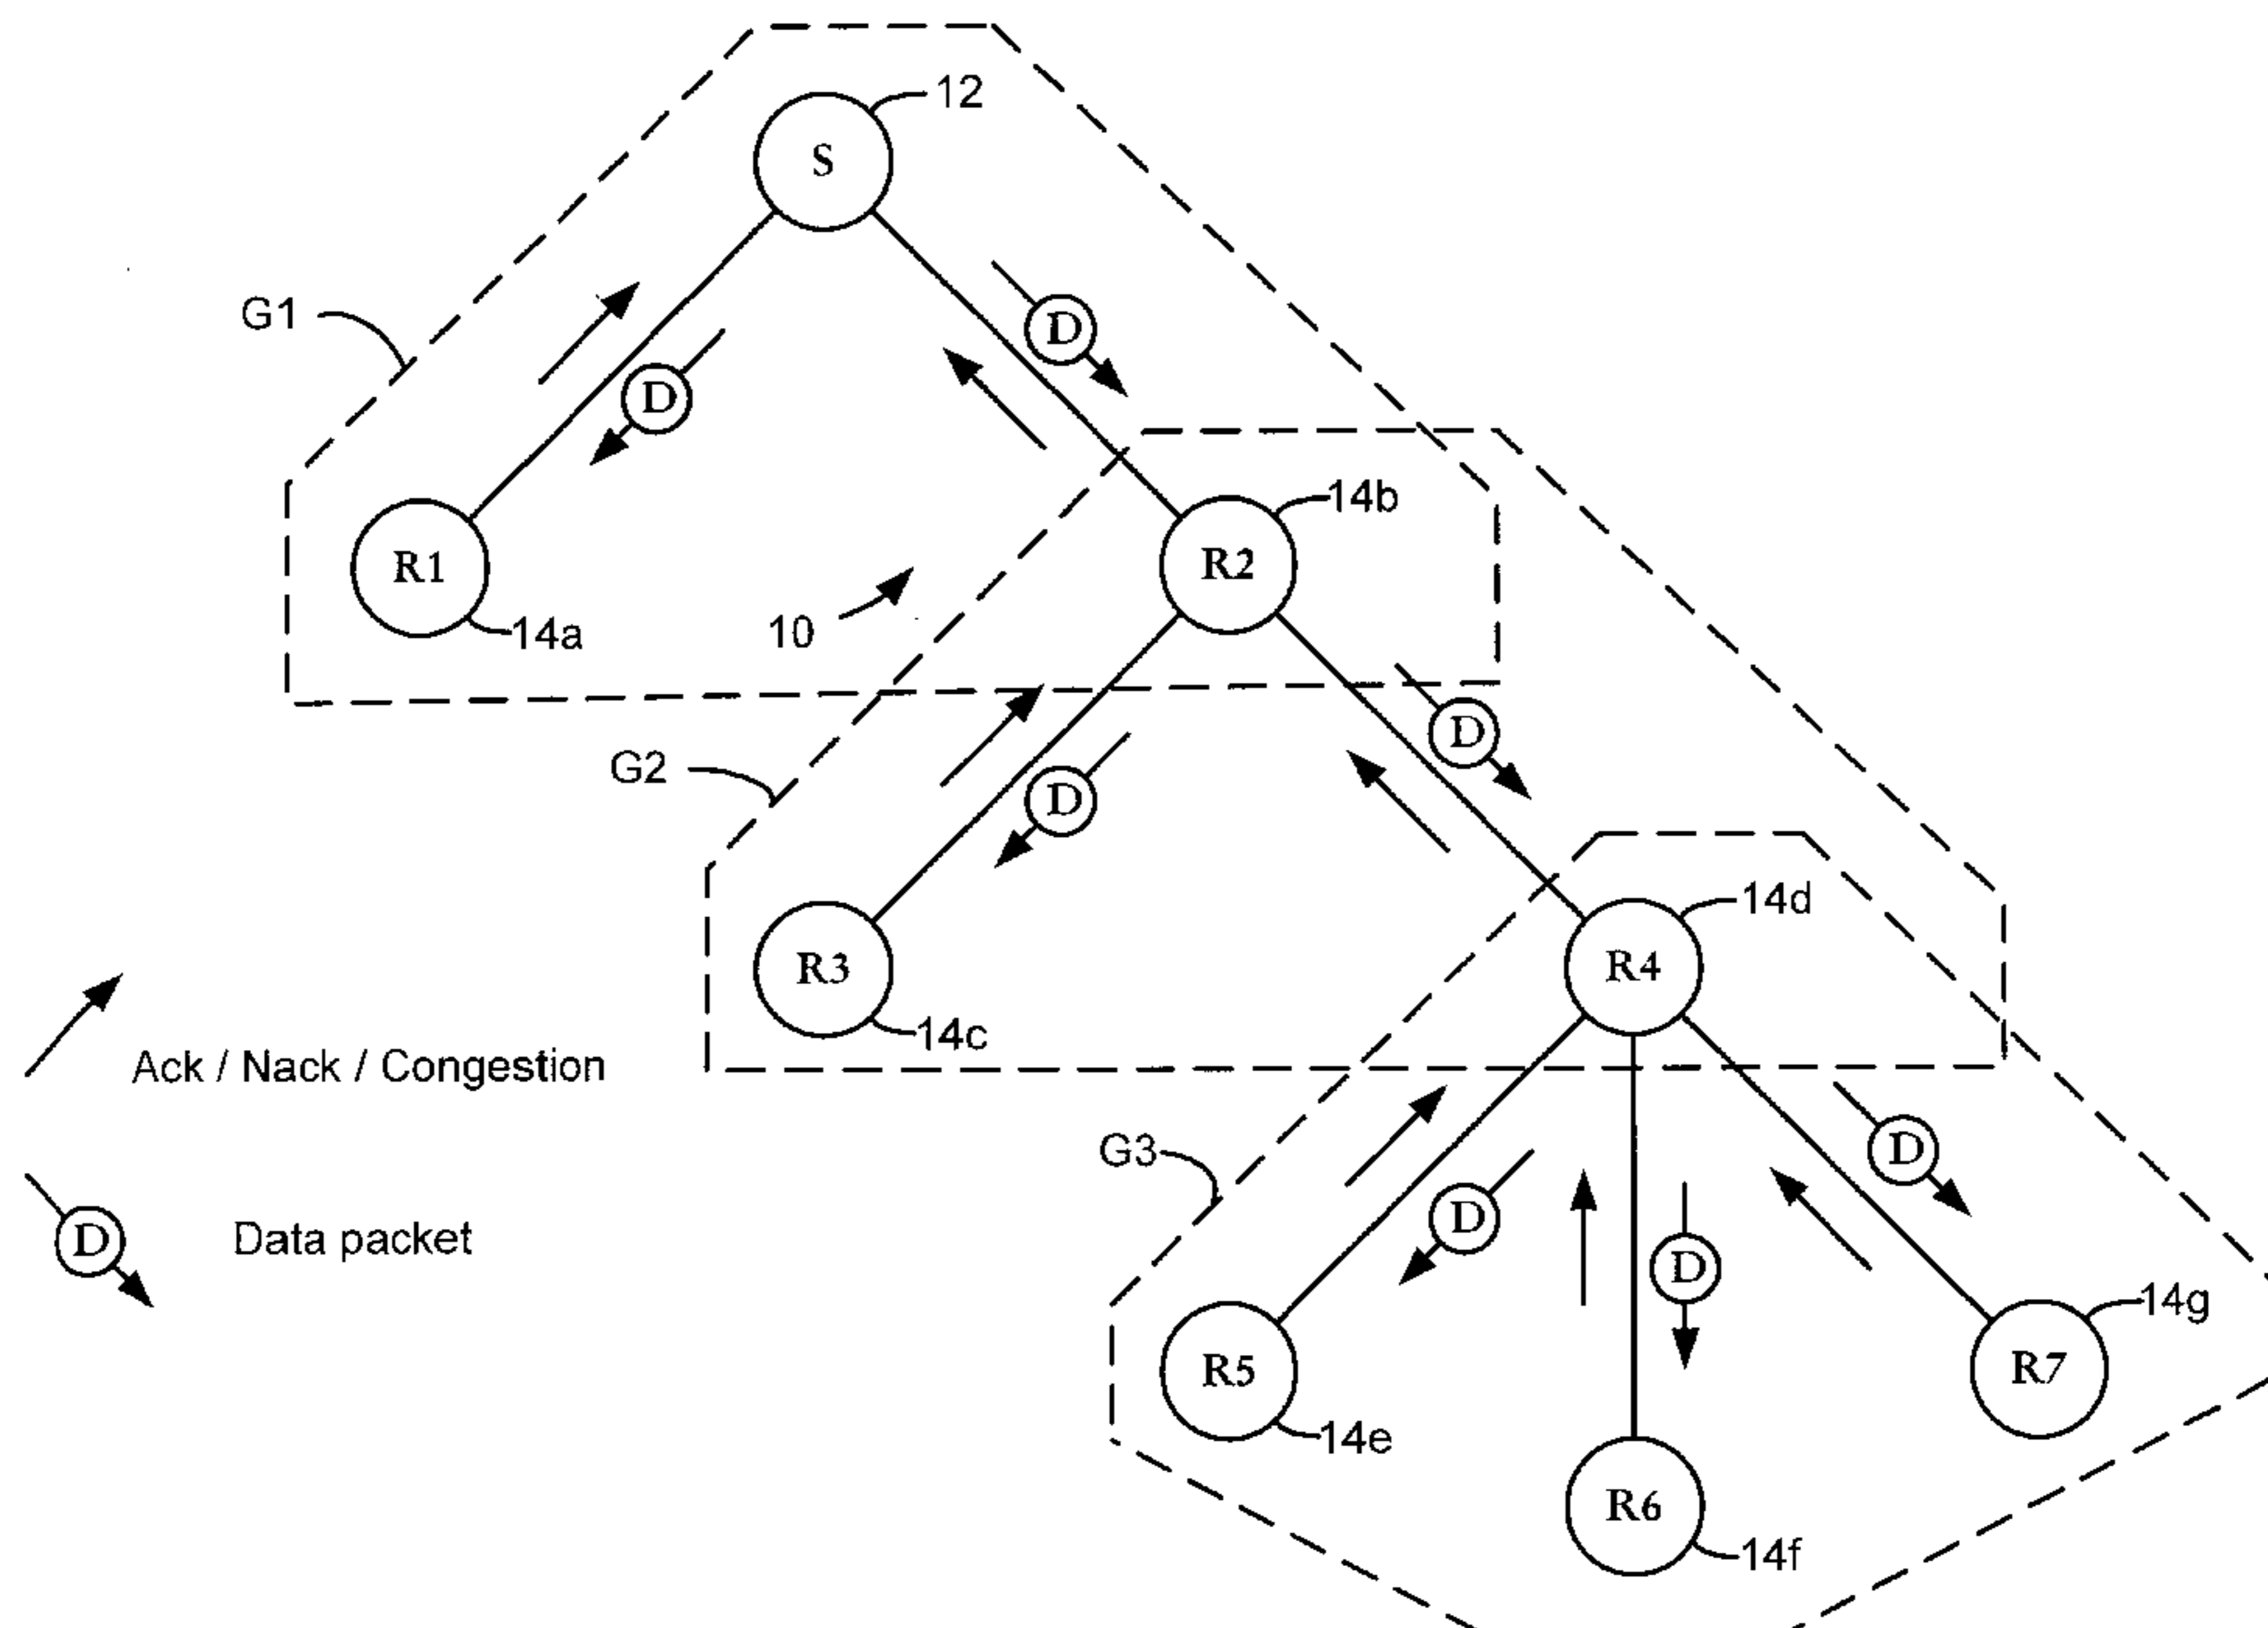 12
S
G1
D
D
14b
R1
R2
10
14a
D
G2
D
14d
R3
R4
14c
Ack / Nack / Congestion
D
G3
D
D
Data packet
D
14g
R5
R7
14e
R6
14f